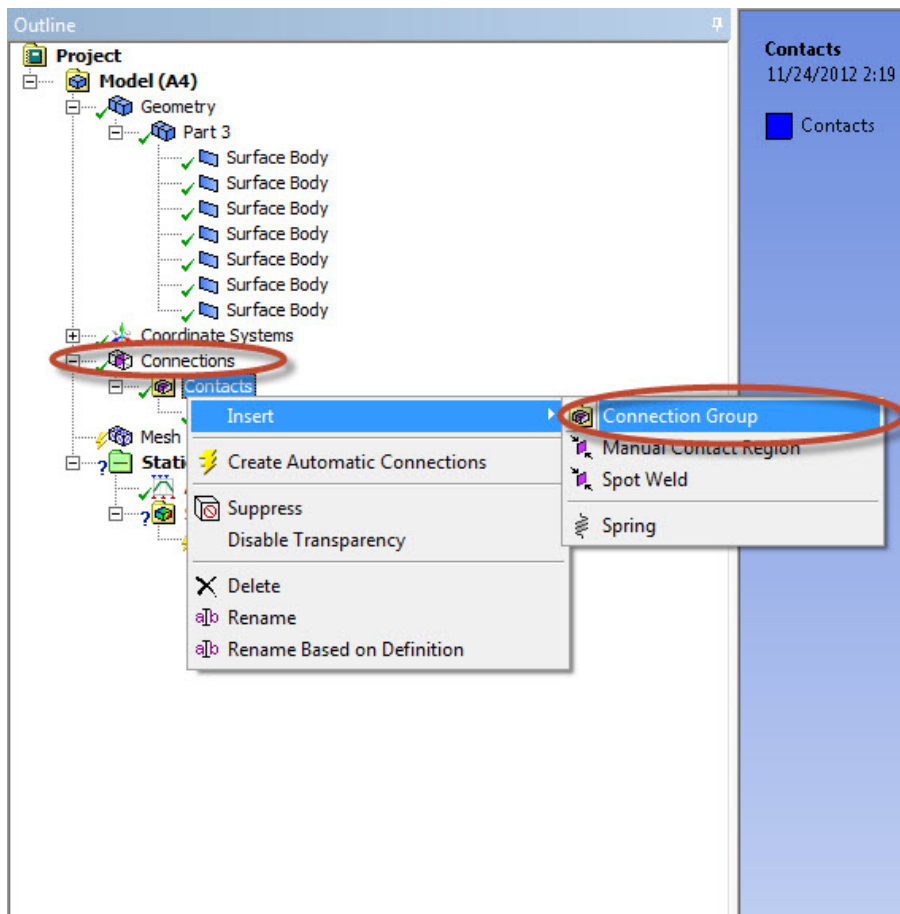 Outline
Project
Model (A4)
Geometry
Part 3
Surface Body
Surface Body
Surface Body
Surface Body
Surface Body
Surface Body
Surface Body
Coordinate Systems
Connections
Contacts
Mesh
Stati
Insert
Create Automatic Connections
Suppress
Disable Transparency
Delete
Rename
Rename Based on Definition
Connection Group
Manual Contact Region
Spot Weld
Spring
Contacts
11/24/2012 2:19
Contacts